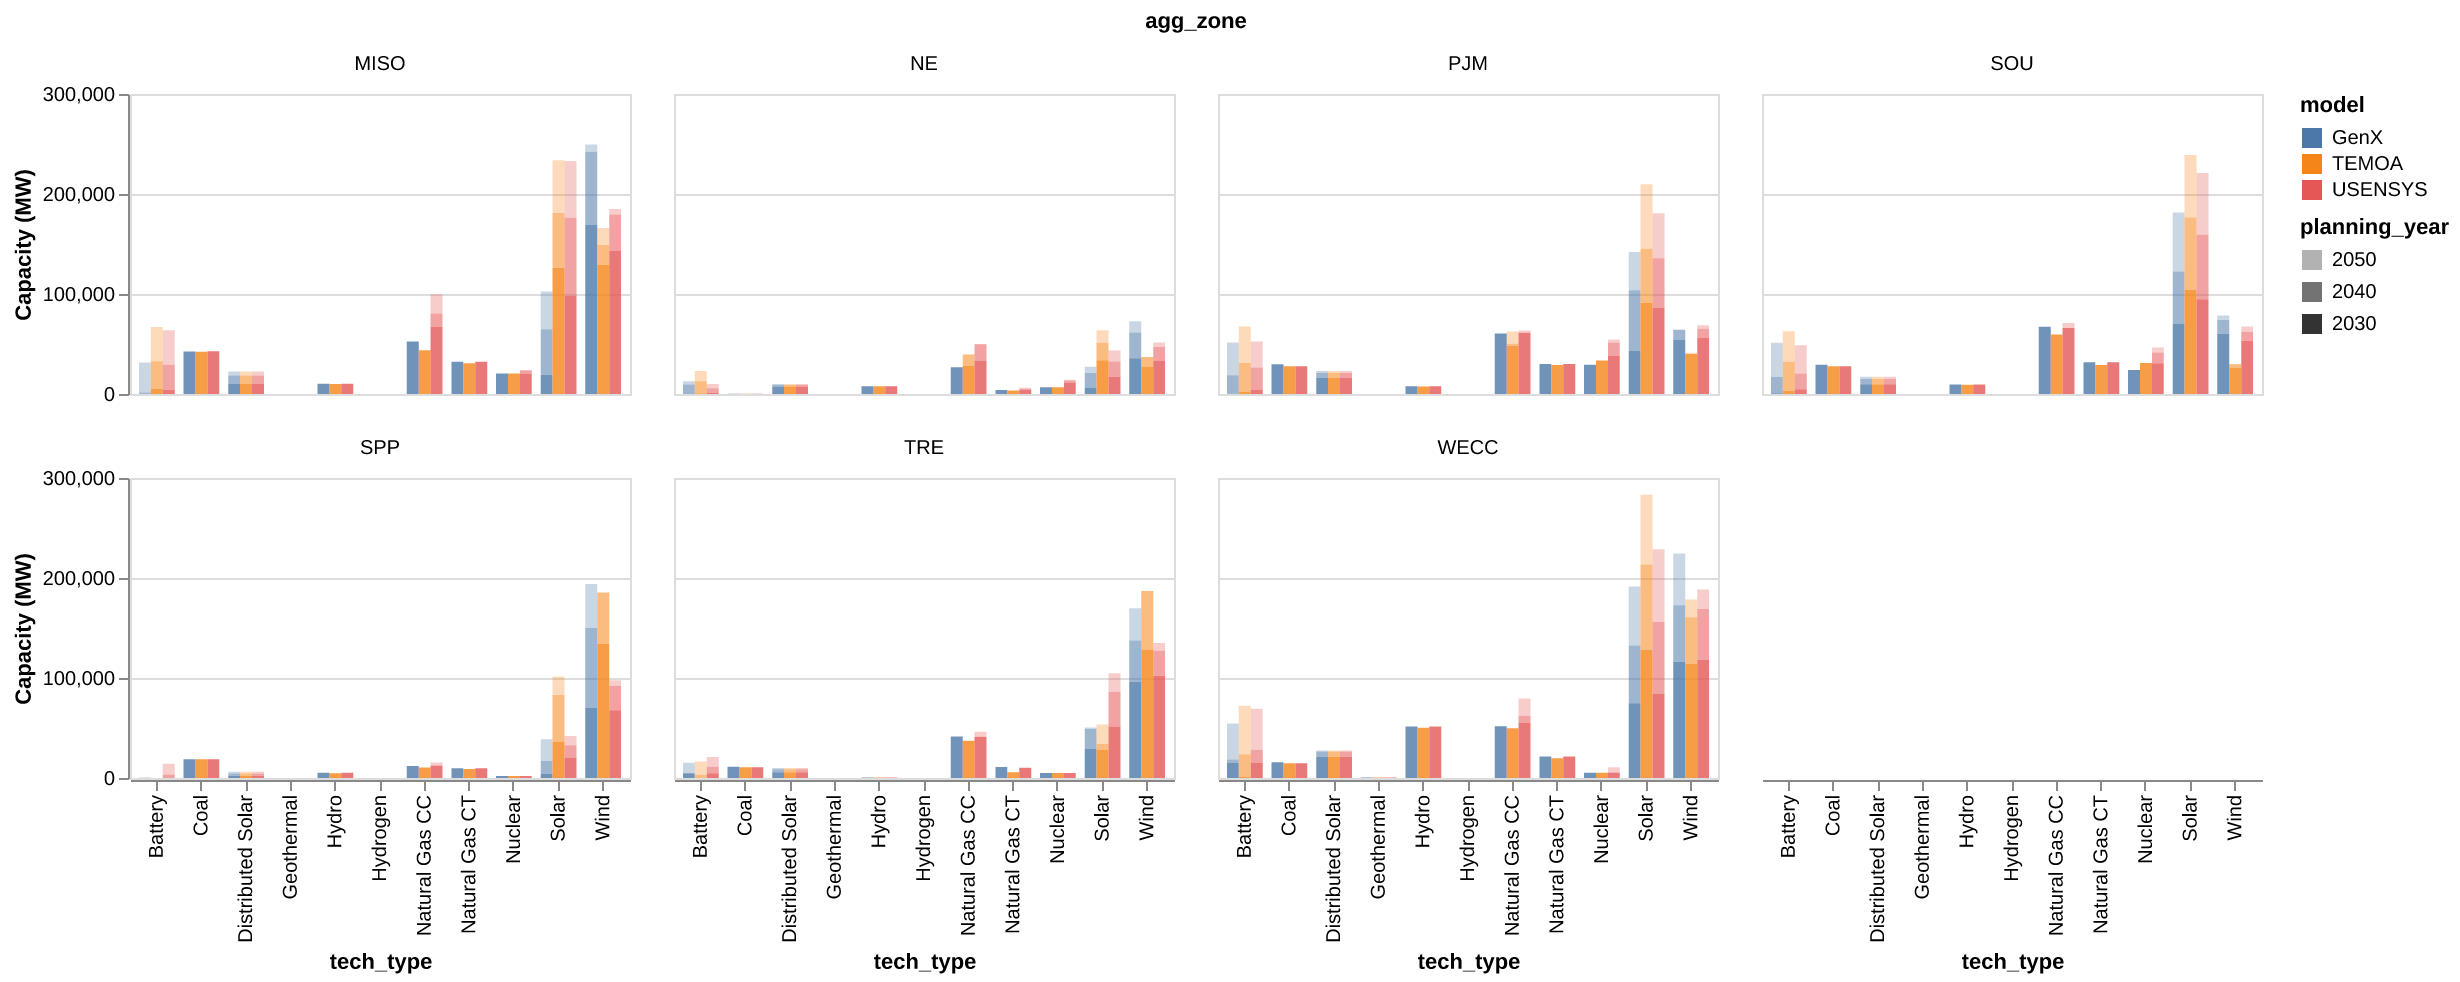 agg_zone
MISO
NE
PJM
SOU
300,000
200,000
100,000
0
Capacity (MW)
model
GenX
TEMOA
USENSYS
planning_year
2050
2040
2030
SPP
TRE
WECC
300,000
200,000
100,000
0
Capacity (MW)
Battery
Coal
Distributed Solar
Geothermal
Hydro
Hydrogen
Natural Gas CC
Natural Gas CT
Nuclear
Solar
Wind
tech_type
Battery
Coal
Distributed Solar
Geothermal
Hydro
Hydrogen
Natural Gas CC
Natural Gas CT
Nuclear
Solar
Wind
tech_type
Battery
Coal
Distributed Solar
Geothermal
Hydro
Hydrogen
Natural Gas CC
Natural Gas CT
Nuclear
Solar
Wind
tech_type
Battery
Coal
Distributed Solar
Geothermal
Hydro
Hydrogen
Natural Gas CC
Natural Gas CT
Nuclear
Solar
Wind
tech_type